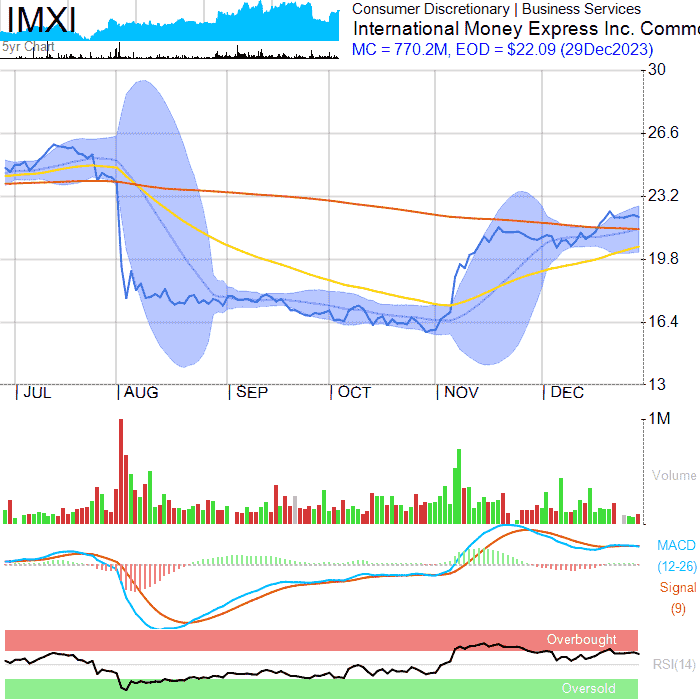 IMXI
5yr Chart
Consumer Discretionary | Business Services
International Money Express Inc. Commo
MC = 770.2M, EOD = $22.09 (29Dec2023)
30
26.6
23.2
19.8
16.4
13
JUL
AUG
SEP
OCT
NOV
DEC
1M
Volume
MACD
(12-26)
Signal
(9)
Overbought
RSI(14)
Oversold